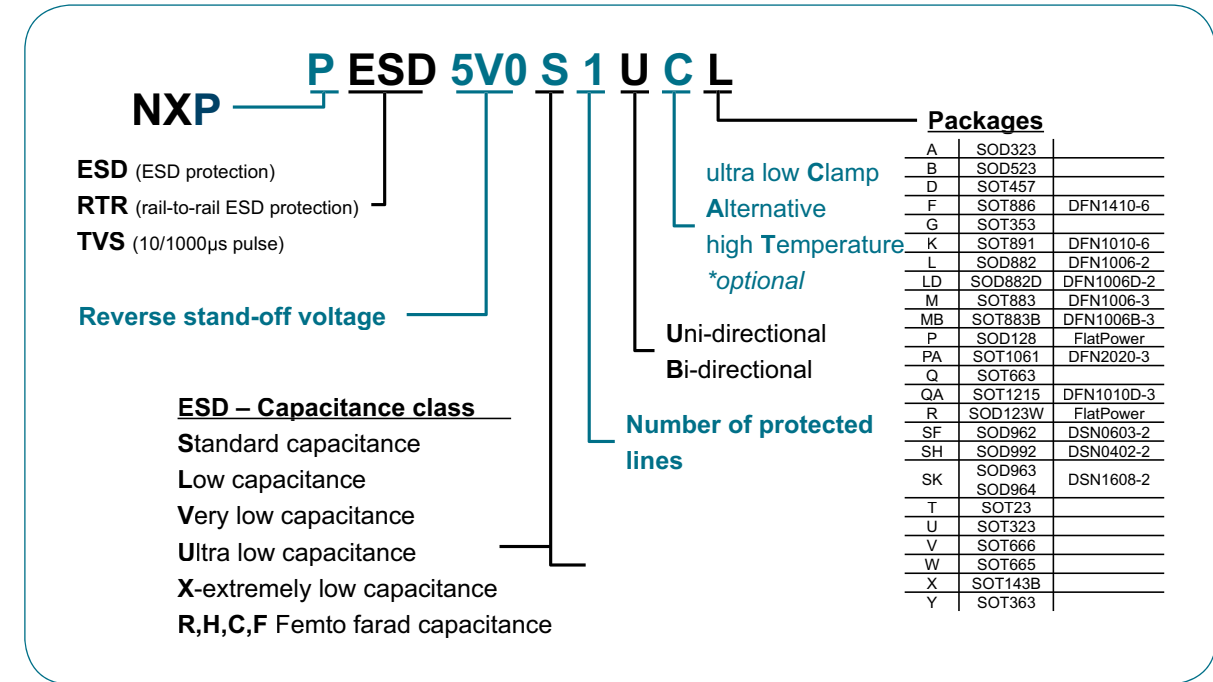 P ESD 5V0 S 1 U C L
NXP
ESD (ESD protection)
RTR (rail-to-rail ESD protection)
TVS (10/1000µs pulse)
Reverse stand-off voltage
ESD – Capacitance class
Standard capacitance
Low capacitance
Very low capacitance
Ultra low capacitance
X-extremely low capacitance
R,H,C,F Femto farad capacitance
Number of protected
lines
Uni-directional
Bi-directional
ultra low Clamp
Alternative
high Temperature
*optional
Packages
A SOD323
B SOD523
D SOT457
F SOT886 DFN1410-6
G SOT353
K SOT891 DFN1010-6
L SOD882 DFN1006-2
LD SOD882D DFN1006D-2
M SOT883 DFN1006-3
MB SOT883B DFN1006B-3
P SOD128 FlatPower
PA SOT1061 DFN2020-3
Q SOT663
QA SOT1215 DFN1010D-3
R SOD123W FlatPower
SF SOD962 DSN0603-2
SH SOD992 DSN0402-2
SK SOD963 DSN1608-2
SOD964
T SOT23
U SOT323
V SOT666
W SOT665
X SOT143B
Y SOT363